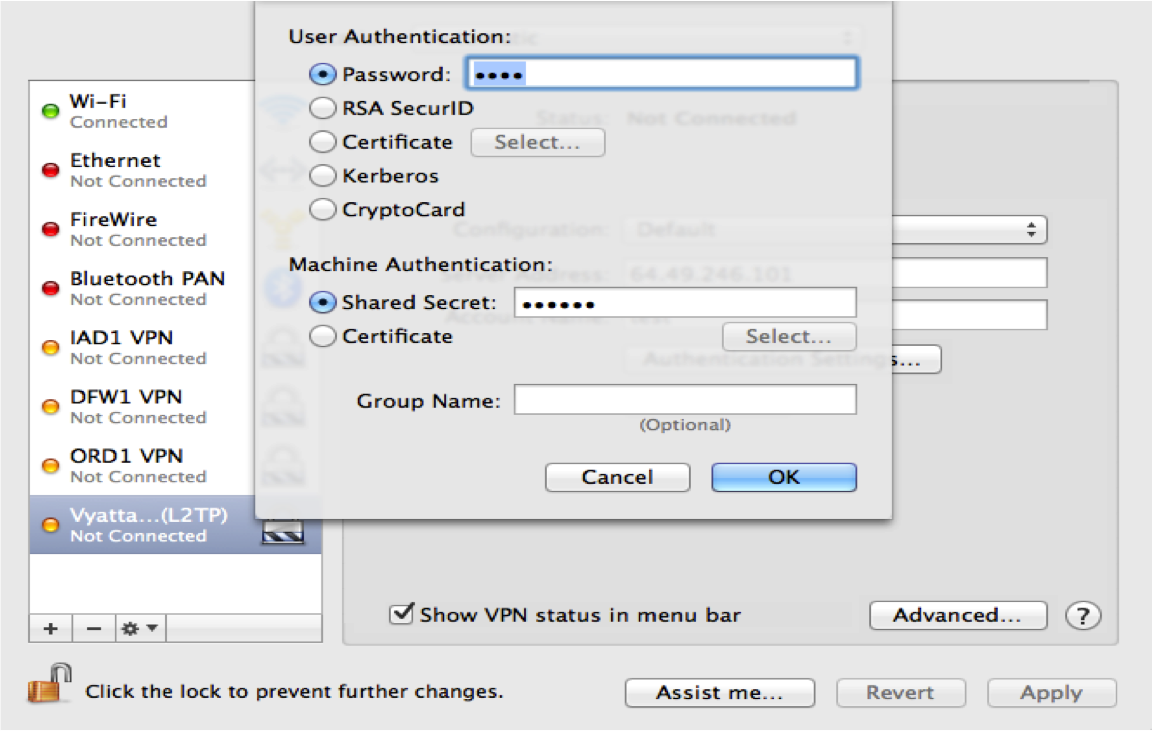 User Authentication:
Password: ••••
RSA SecurID
Certificate Select...
Kerberos
CryptoCard
Machine Authentication:
Shared Secret: ••••••
Certificate Select...
Group Name:
(Optional)
Cancel OK
Wi-Fi
Connected
Ethernet
Not Connected
FireWire
Not Connected
Bluetooth PAN
Not Connected
IAD1 VPN
Not Connected
DFW1 VPN
Not Connected
ORD1 VPN
Not Connected
Vyatta...(L2TP)
Not Connected
Status: Not Connected
Configuration: Default
Server Address: 64.49.246.101
Account Name: test
Authentication Settings...
Show VPN status in menu bar
Advanced... ?
+ −
Click the lock to prevent further changes.
Assist me... Revert Apply